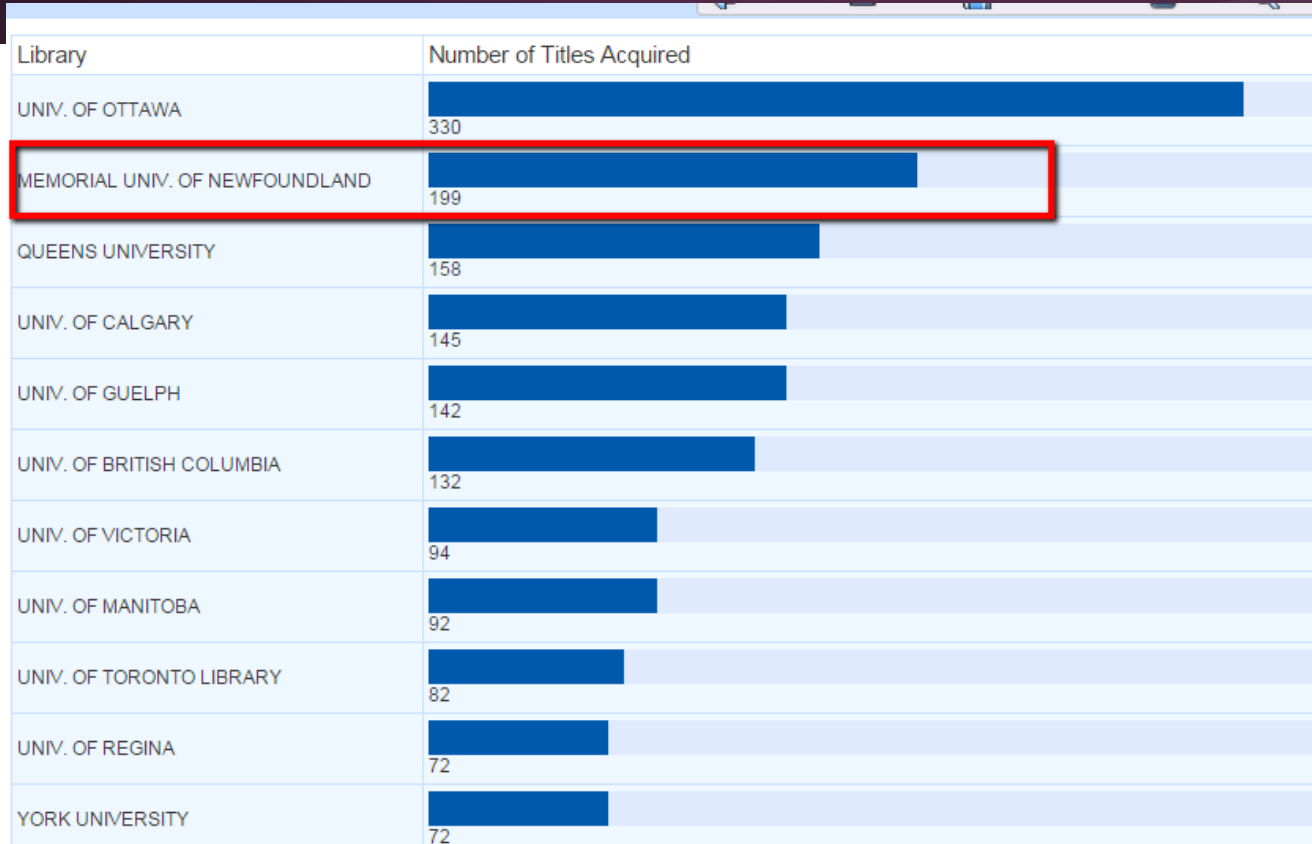 Library Number of Titles Acquired
UNIV. OF OTTAWA
330
MEMORIAL UNIV. OF NEWFOUNDLAND
199
QUEENS UNIVERSITY
158
UNIV. OF CALGARY
145
UNIV. OF GUELPH
142
UNIV. OF BRITISH COLUMBIA
132
UNIV. OF VICTORIA
94
UNIV. OF MANITOBA
92
UNIV. OF TORONTO LIBRARY
82
UNIV. OF REGINA
72
YORK UNIVERSITY
72